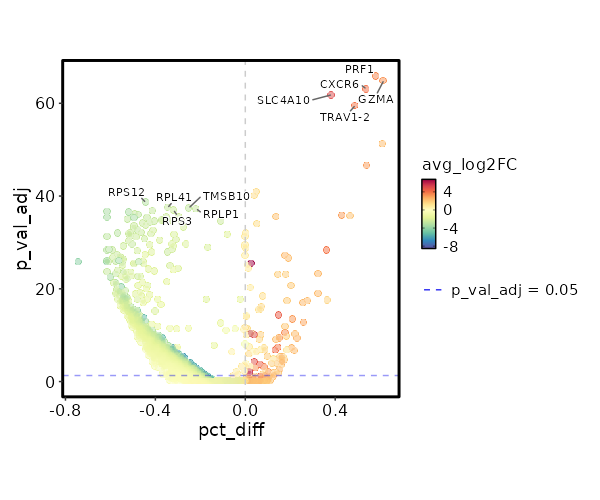 PRF1
CXCR6
SLC4A10
GZMA
TRAV1-2
RPS12
RPL41
TMSB10
RPS3
RPLP1
60
40
20
0
p_val_adj
-0.8
-0.4
0.0
0.4
pct_diff
avg_log2FC
4
0
-4
-8
p_val_adj = 0.05